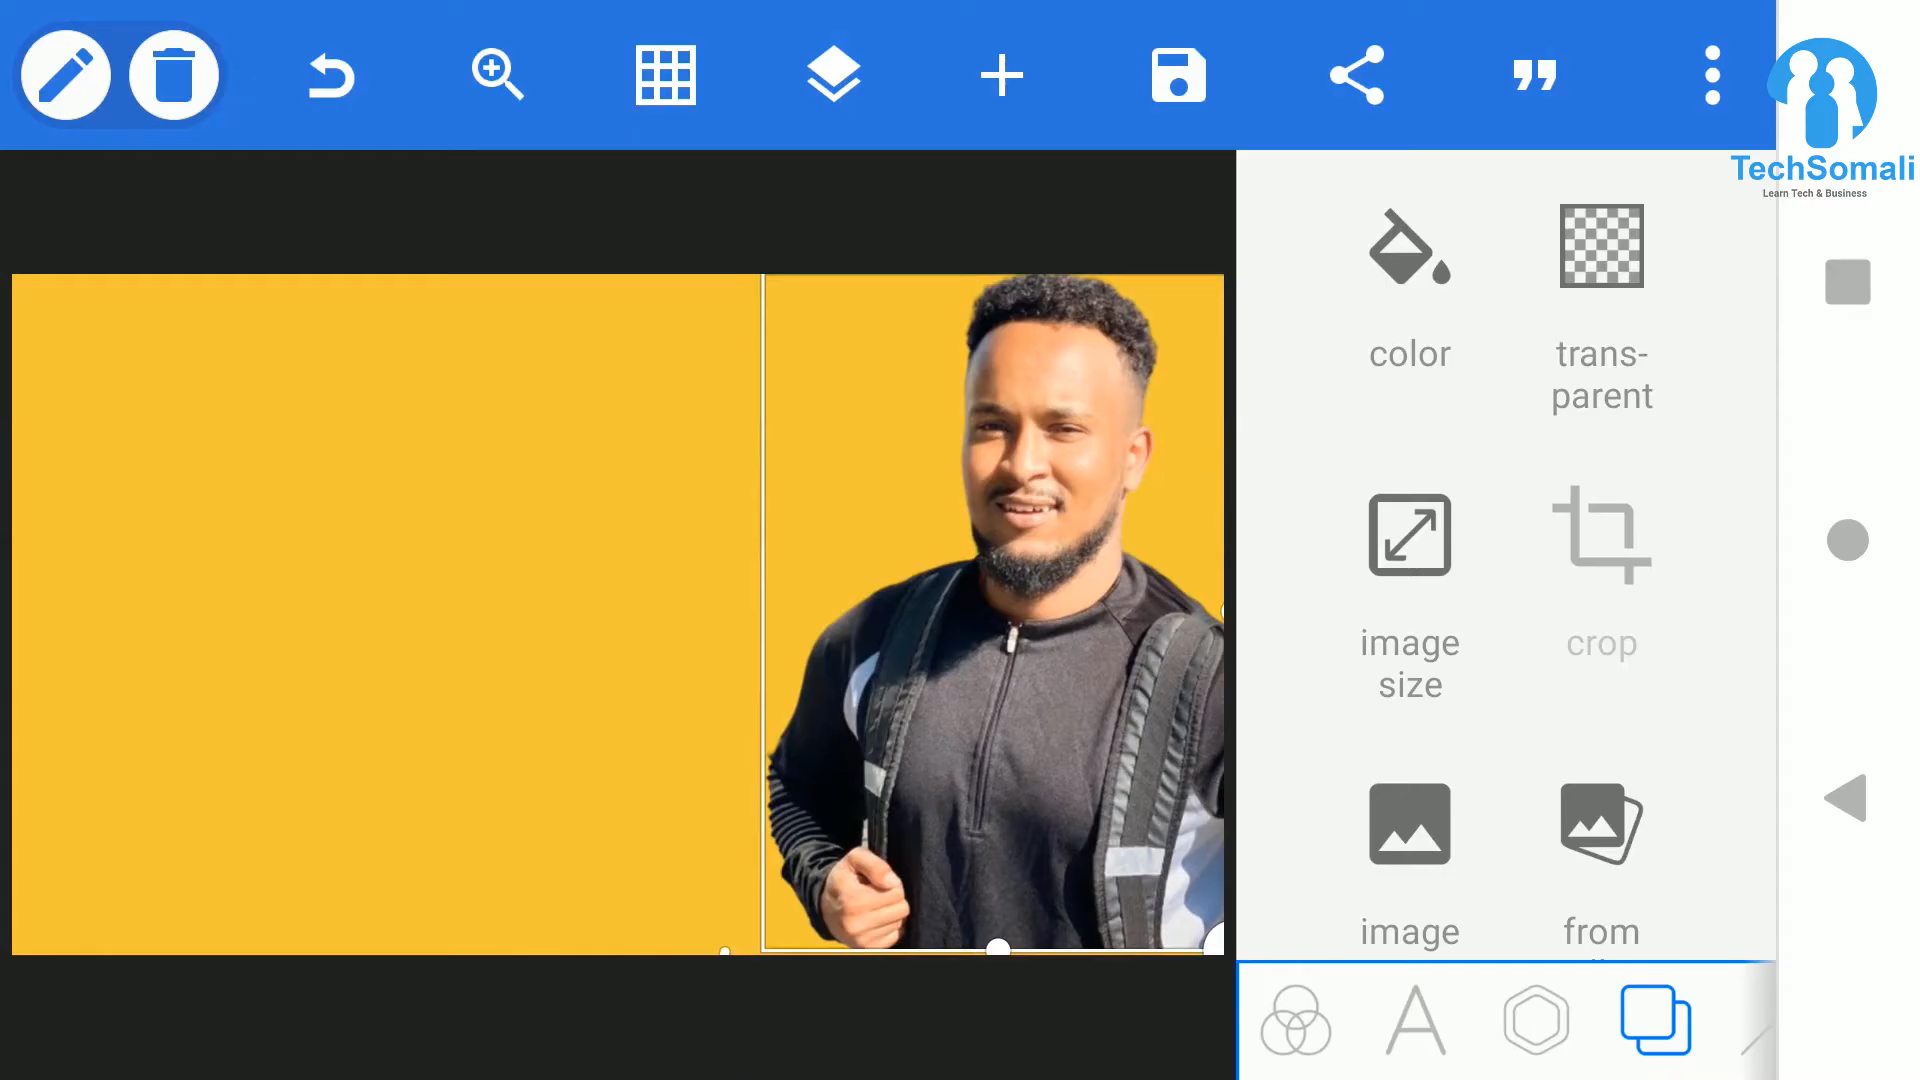 TechSomali
Learn Tech & Business
color
trans-
parent
image
size
crop
image
from